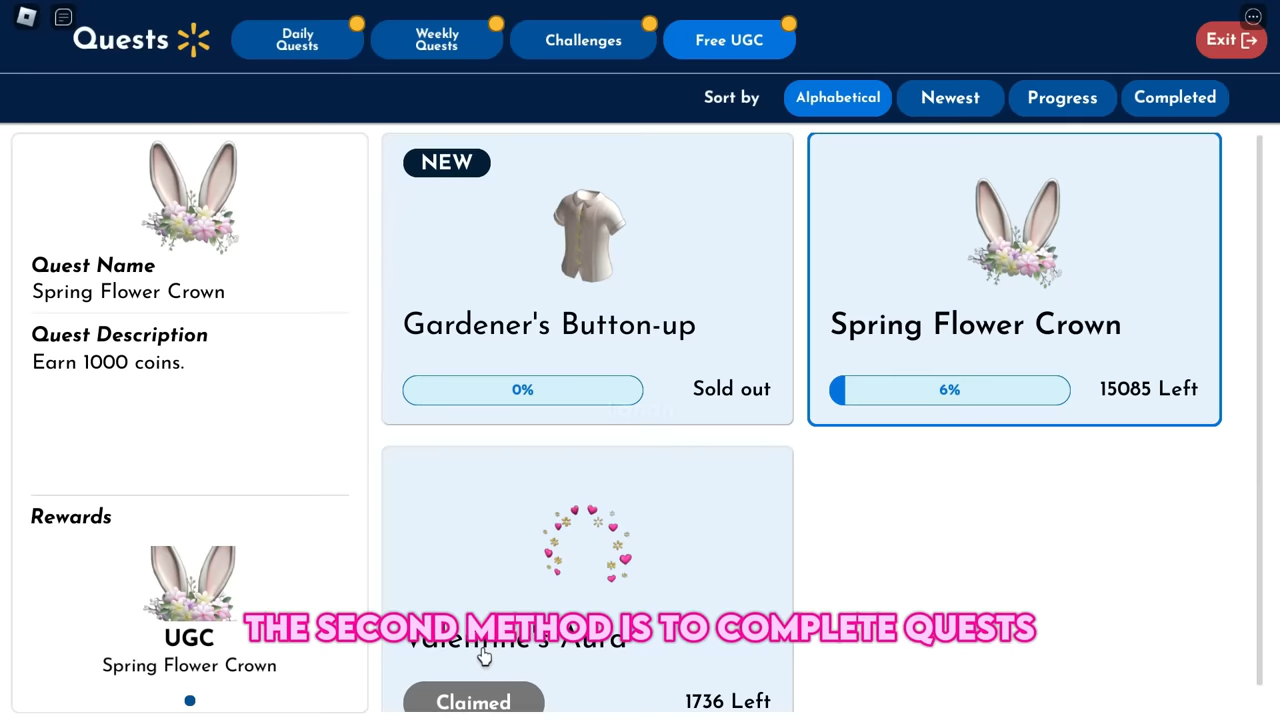 Quests
Daily
Quests
Weekly
Quests
Challenges
Free UGC
Exit
Sort by
Alphabetical
Newest
Progress
Completed
Quest Name
Spring Flower Crown
Quest Description
Earn 1000 coins.
Rewards
UGC
Spring Flower Crown
NEW
Gardener's Button-up
0%
Sold out
Spring Flower Crown
6%
15085 Left
Valentine's Aura
Claimed
1736 Left
THE SECOND METHOD IS TO COMPLETE QUESTS